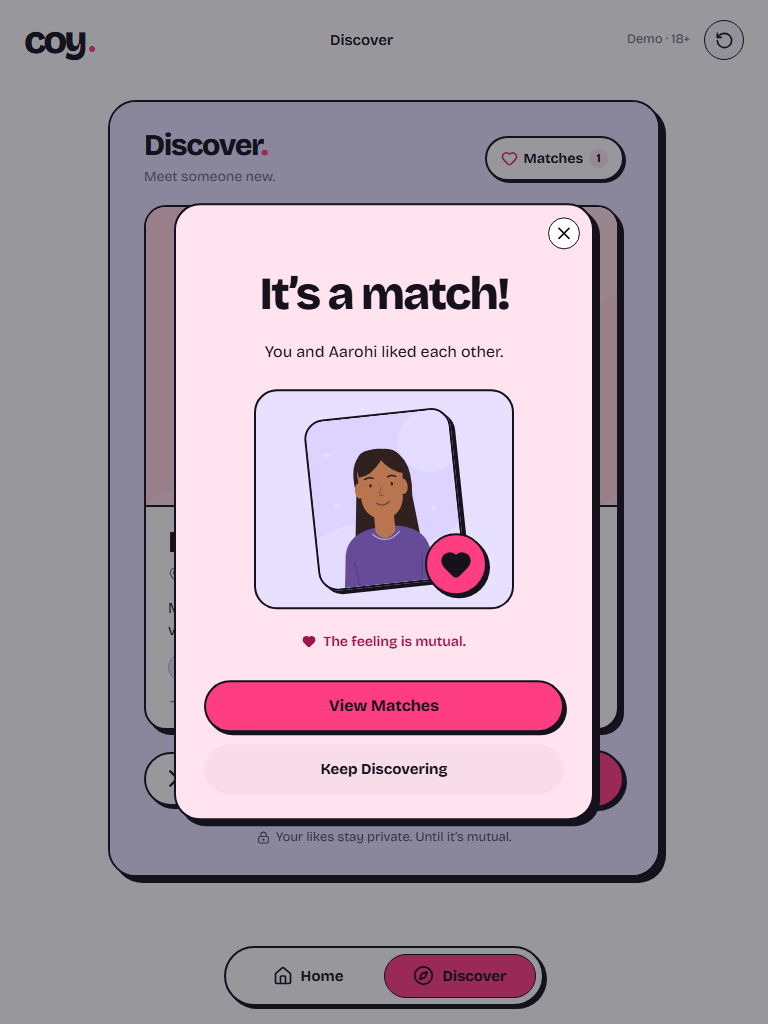 coy.
Discover
Demo · 18+
Discover.
Meet someone new.
Matches 1
It's a match!
You and Aarohi liked each other.
The feeling is mutual.
View Matches
Keep Discovering
Your likes stay private. Until it's mutual.
Home
Discover